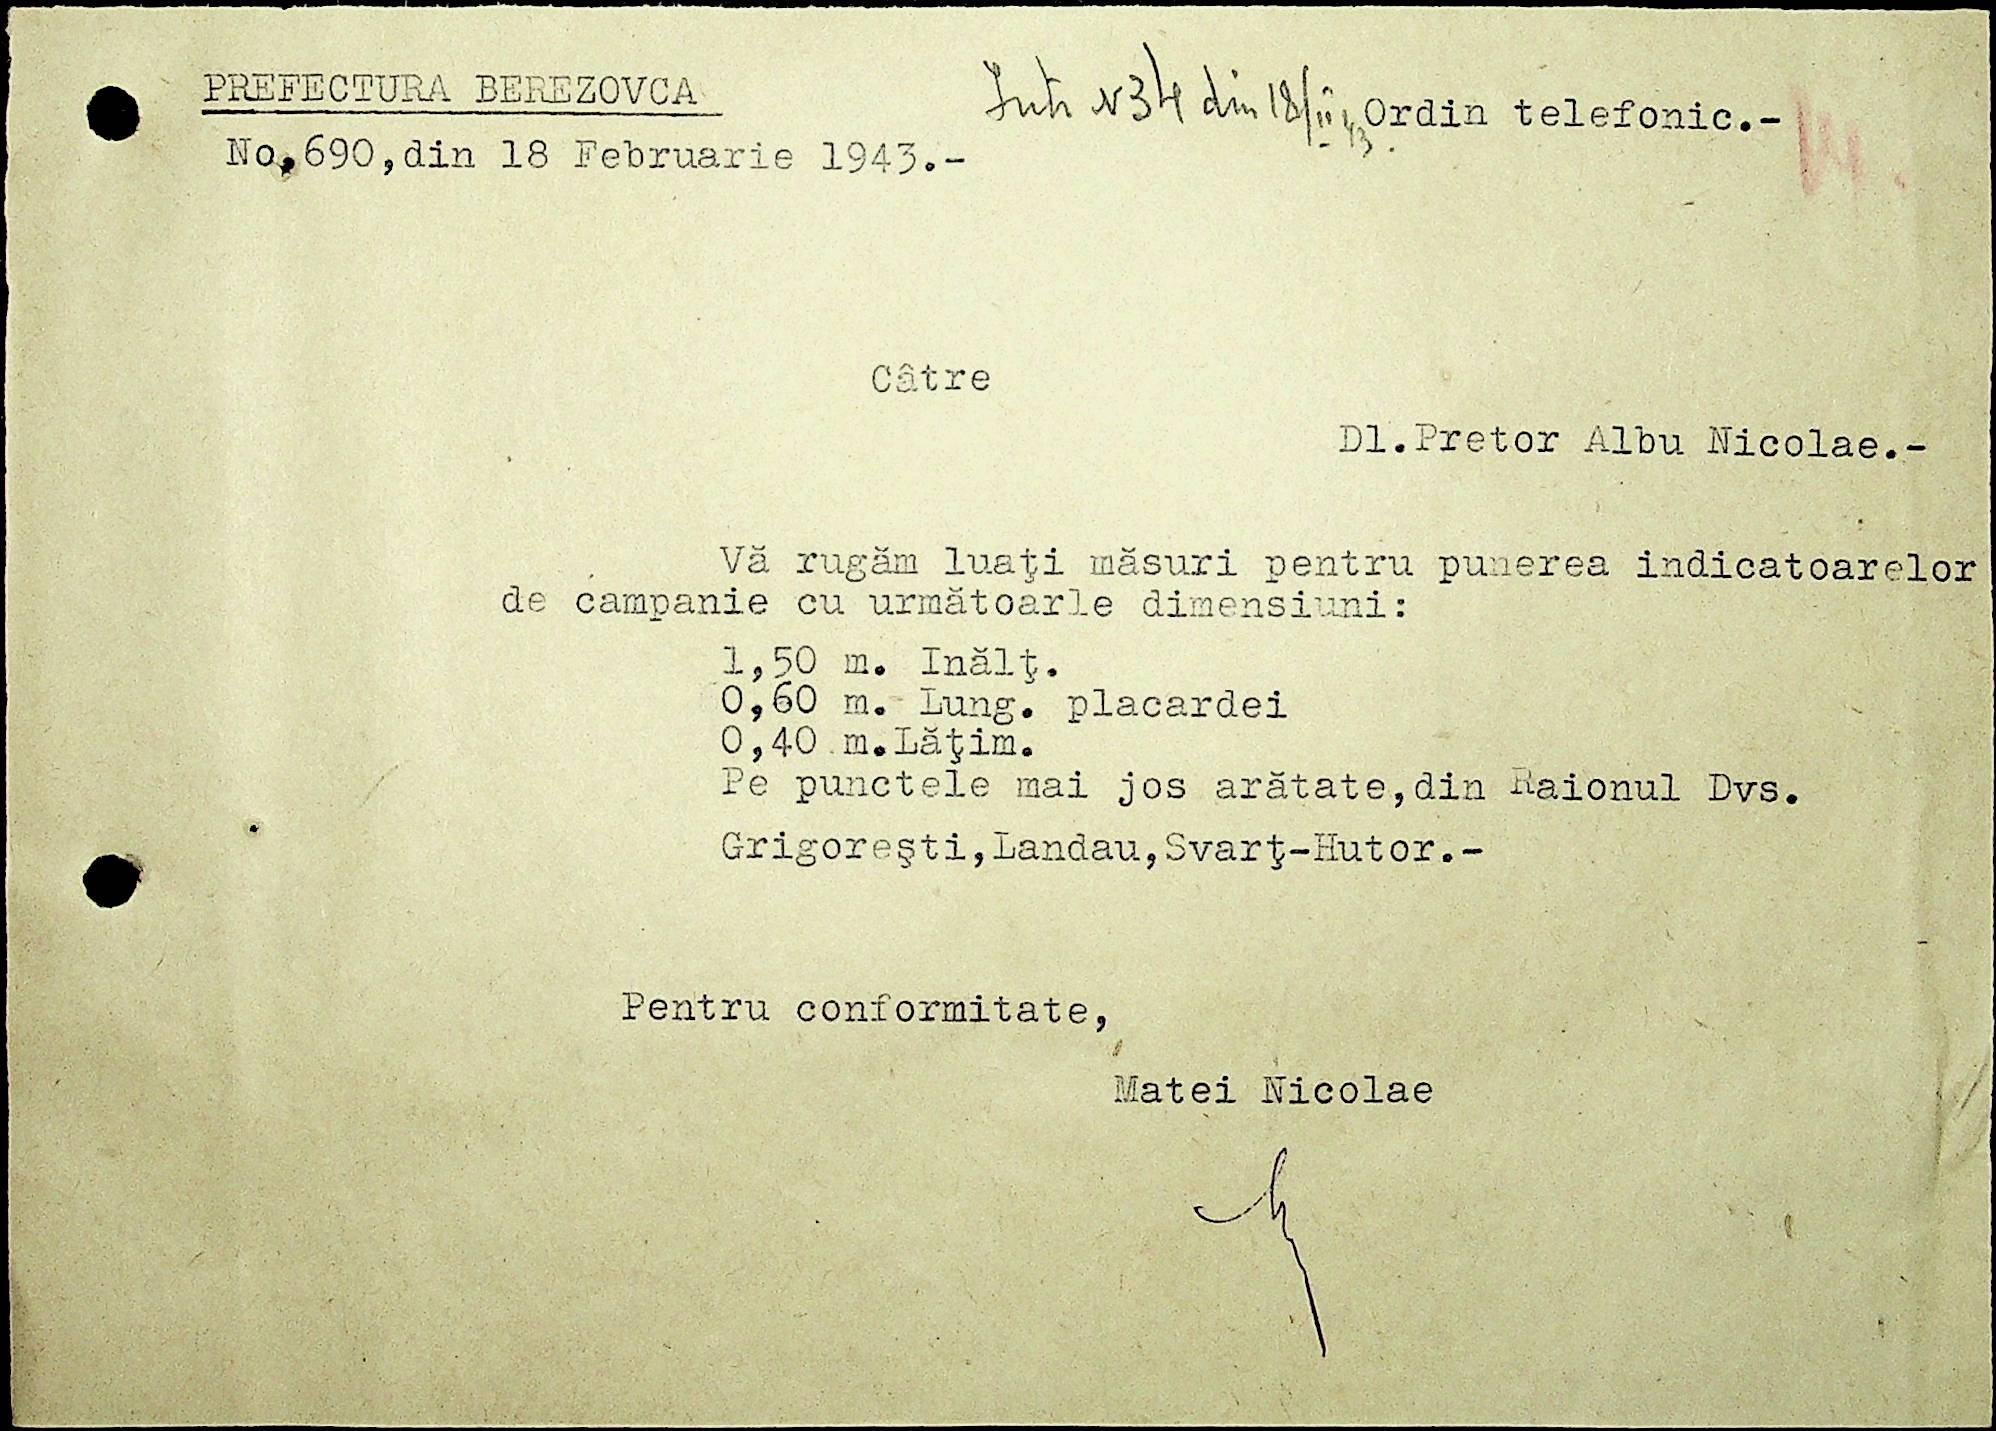 PREFECTURA BEREZOVCA
Intr N 34 din 18/II 43. Ordin telefonic.-
No.690,din 18 Februarie 1943.-
Câtre
Dl.Pretor Albu Nicolae.-
Vă rugăm luaţi măsuri pentru punerea indicatoarelor
de campanie cu următoarle dimensiuni:
1,50 m. Inălţ.
0,60 m. Lung. placardei
0,40 m.Lăţim.
Pe punctele mai jos arătate,din Raionul Dvs.
Grigoreşti,Landau,Svarţ-Hutor.-
Pentru conformitate,
Matei Nicolae